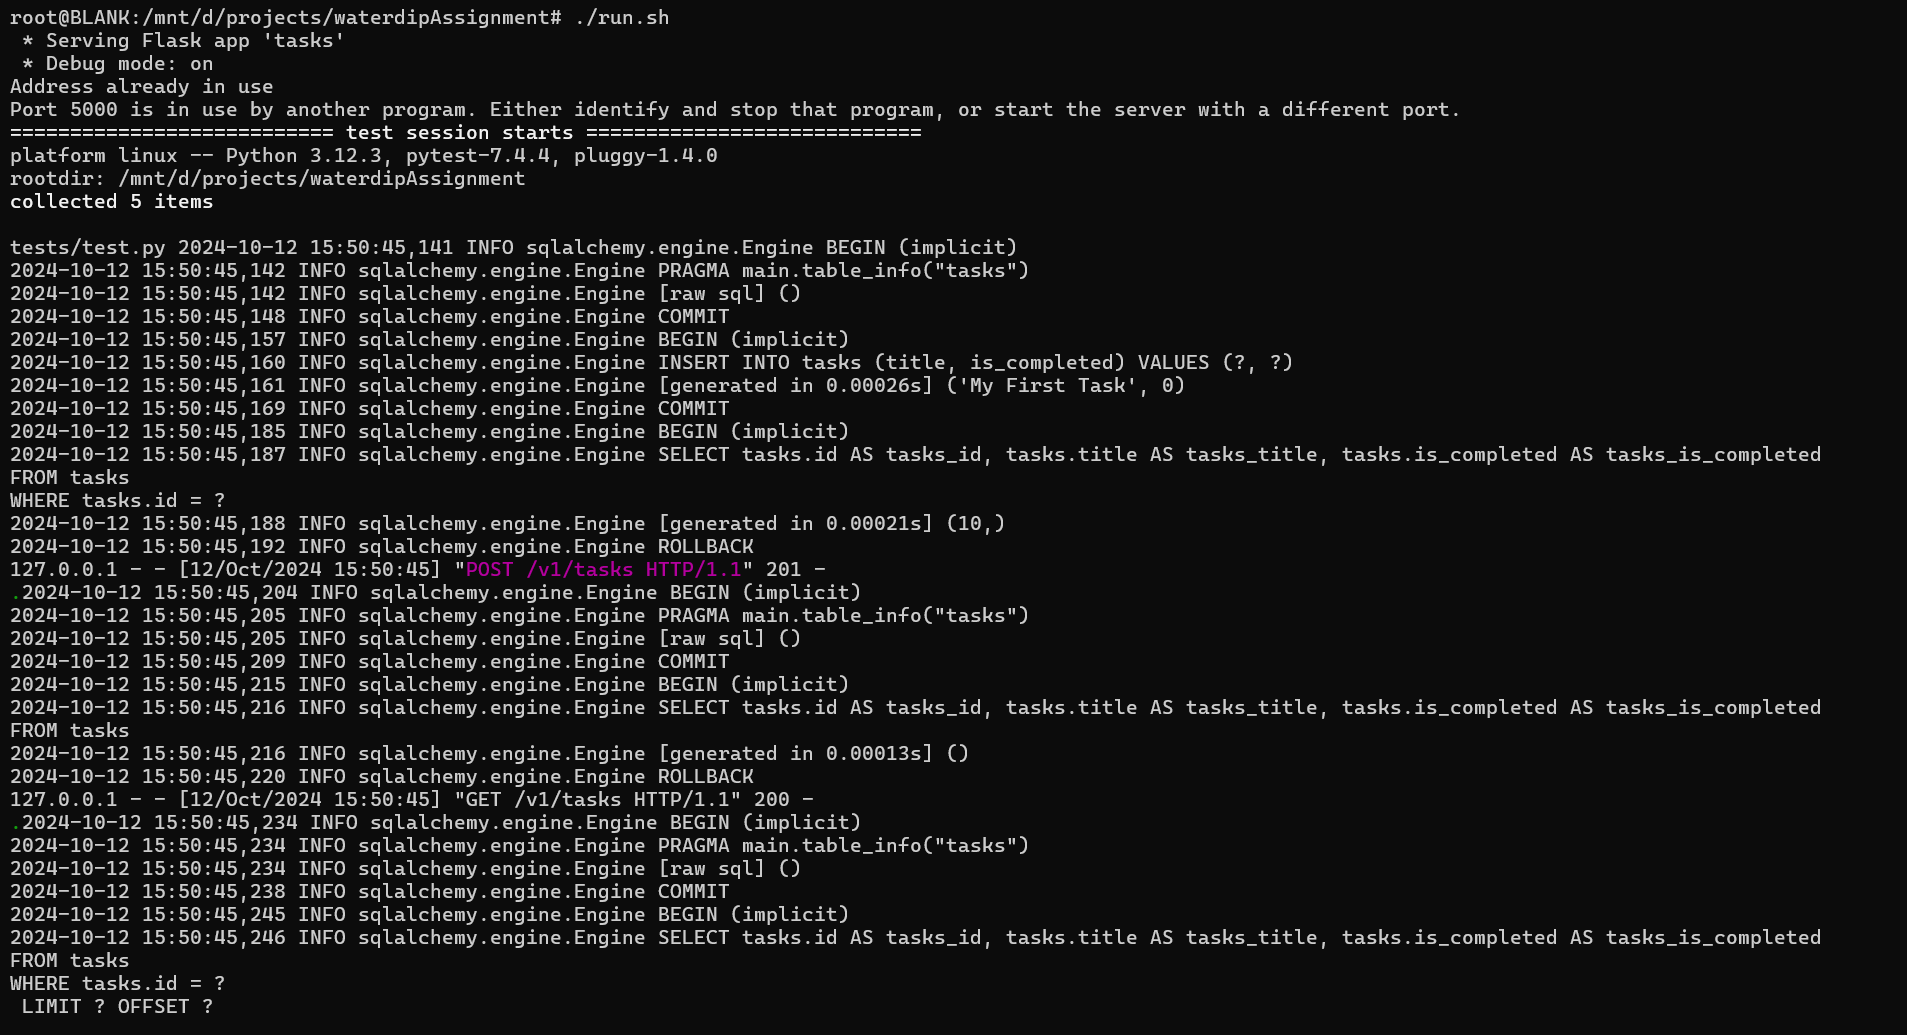 root@BLANK:/mnt/d/projects/waterdipAssignment# ./run.sh
 * Serving Flask app 'tasks'
 * Debug mode: on
Address already in use
Port 5000 is in use by another program. Either identify and stop that program, or start the server with a different port.
=========================== test session starts ============================
platform linux -- Python 3.12.3, pytest-7.4.4, pluggy-1.4.0
rootdir: /mnt/d/projects/waterdipAssignment
collected 5 items

tests/test.py 2024-10-12 15:50:45,141 INFO sqlalchemy.engine.Engine BEGIN (implicit)
2024-10-12 15:50:45,142 INFO sqlalchemy.engine.Engine PRAGMA main.table_info("tasks")
2024-10-12 15:50:45,142 INFO sqlalchemy.engine.Engine [raw sql] ()
2024-10-12 15:50:45,148 INFO sqlalchemy.engine.Engine COMMIT
2024-10-12 15:50:45,157 INFO sqlalchemy.engine.Engine BEGIN (implicit)
2024-10-12 15:50:45,160 INFO sqlalchemy.engine.Engine INSERT INTO tasks (title, is_completed) VALUES (?, ?)
2024-10-12 15:50:45,161 INFO sqlalchemy.engine.Engine [generated in 0.00026s] ('My First Task', 0)
2024-10-12 15:50:45,169 INFO sqlalchemy.engine.Engine COMMIT
2024-10-12 15:50:45,185 INFO sqlalchemy.engine.Engine BEGIN (implicit)
2024-10-12 15:50:45,187 INFO sqlalchemy.engine.Engine SELECT tasks.id AS tasks_id, tasks.title AS tasks_title, tasks.is_completed AS tasks_is_completed
FROM tasks
WHERE tasks.id = ?
2024-10-12 15:50:45,188 INFO sqlalchemy.engine.Engine [generated in 0.00021s] (10,)
2024-10-12 15:50:45,192 INFO sqlalchemy.engine.Engine ROLLBACK
127.0.0.1 - - [12/Oct/2024 15:50:45] "POST /v1/tasks HTTP/1.1" 201 -
.2024-10-12 15:50:45,204 INFO sqlalchemy.engine.Engine BEGIN (implicit)
2024-10-12 15:50:45,205 INFO sqlalchemy.engine.Engine PRAGMA main.table_info("tasks")
2024-10-12 15:50:45,205 INFO sqlalchemy.engine.Engine [raw sql] ()
2024-10-12 15:50:45,209 INFO sqlalchemy.engine.Engine COMMIT
2024-10-12 15:50:45,215 INFO sqlalchemy.engine.Engine BEGIN (implicit)
2024-10-12 15:50:45,216 INFO sqlalchemy.engine.Engine SELECT tasks.id AS tasks_id, tasks.title AS tasks_title, tasks.is_completed AS tasks_is_completed
FROM tasks
2024-10-12 15:50:45,216 INFO sqlalchemy.engine.Engine [generated in 0.00013s] ()
2024-10-12 15:50:45,220 INFO sqlalchemy.engine.Engine ROLLBACK
127.0.0.1 - - [12/Oct/2024 15:50:45] "GET /v1/tasks HTTP/1.1" 200 -
.2024-10-12 15:50:45,234 INFO sqlalchemy.engine.Engine BEGIN (implicit)
2024-10-12 15:50:45,234 INFO sqlalchemy.engine.Engine PRAGMA main.table_info("tasks")
2024-10-12 15:50:45,234 INFO sqlalchemy.engine.Engine [raw sql] ()
2024-10-12 15:50:45,238 INFO sqlalchemy.engine.Engine COMMIT
2024-10-12 15:50:45,245 INFO sqlalchemy.engine.Engine BEGIN (implicit)
2024-10-12 15:50:45,246 INFO sqlalchemy.engine.Engine SELECT tasks.id AS tasks_id, tasks.title AS tasks_title, tasks.is_completed AS tasks_is_completed
FROM tasks
WHERE tasks.id = ?
 LIMIT ? OFFSET ?